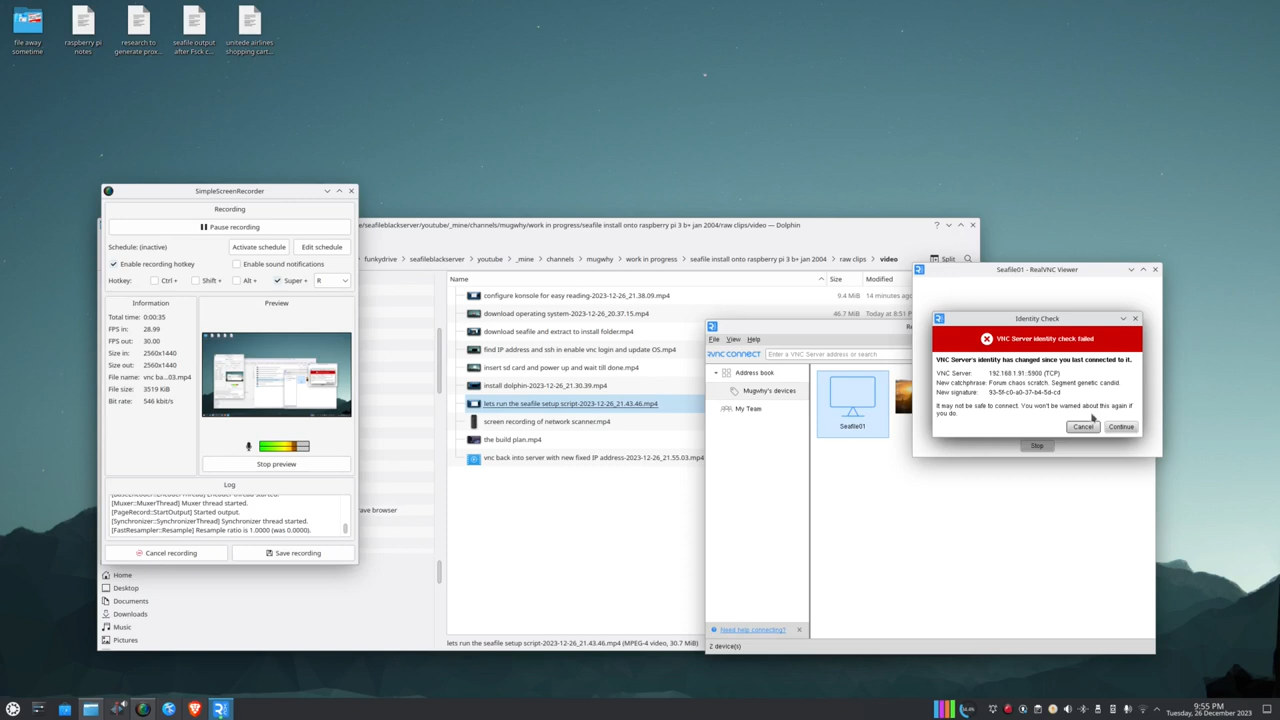 file away
sometime
raspberry pi
notes
research to
generate prox...
seafile output
after Fsck c...
unitede airlines
shopping cart...
SimpleScreenRecorder
Recording
Pause recording
Schedule: (inactive)
Activate schedule
Edit schedule
Enable recording hotkey
Enable sound notifications
Hotkey:
Ctrl +
Shift +
Alt +
Super +
R
Information
Preview
Total time: 0:00:35
FPS in: 28.99
FPS out: 30.00
Size in: 2560x1440
Size out: 2560x1440
File name: vnc ba...03.mp4
File size: 3519 KiB
Bit rate: 546 kbi/s
Stop preview
Log
[Muxer::MuxerThread] Muxer thread started.
[PageRecord::StartOutput] Started output.
[Synchronizer::SynchronizerThread] Synchronizer thread started.
[FastResampler::Resample] Resample ratio is 1.0000 (was 0.0000).
Cancel recording
Save recording
Home
Desktop
Documents
Downloads
Music
Pictures
ave browser
e/seafileblackserver/youtube/_mine/channels/mugwhy/work in progress/seafile install onto raspberry pi 3 b+ jan 2004/raw clips/video — Dolphin
funkydrive
seafileblackserver
youtube
_mine
channels
mugwhy
work in progress
seafile install onto raspberry pi 3 b+ jan 2004
raw clips
video
Split
Name
Size
Modified
configure konsole for easy reading-2023-12-26_21.38.09.mp4
9.4 MiB
14 minutes ago
download operating system-2023-12-26_20.37.15.mp4
46.7 MiB
Today at 8:51 P
download seafile and extract to install folder.mp4
find IP address and ssh in enable vnc login and update OS.mp4
insert sd card and power up and wait till done.mp4
install dolphin-2023-12-26_21.30.39.mp4
lets run the seafile setup script-2023-12-26_21.43.46.mp4
screen recording of network scanner.mp4
the build plan.mp4
vnc back into server with new fixed IP address-2023-12-26_21.55.03.mp4
lets run the seafile setup script-2023-12-26_21.43.46.mp4 (MPEG-4 video, 30.7 MiB)
File
View
Help
RVNC CONNECT
Enter a VNC Server address or search
Address book
Mugwhy's devices
My Team
Seafile01
Need help connecting?
2 device(s)
Seafile01 - RealVNC Viewer
Identity Check
VNC Server identity check failed
VNC Server's identity has changed since you last connected to it.
VNC Server: 192.168.1.91::5900 (TCP)
New catchphrase: Forum chaos scratch. Segment genetic candid.
New signature: 93-5f-c0-a0-37-b4-5d-cd
It may not be safe to connect. You won't be warned about this again if
you do.
Cancel
Continue
Stop
9:55 PM
Tuesday, 26 December 2023